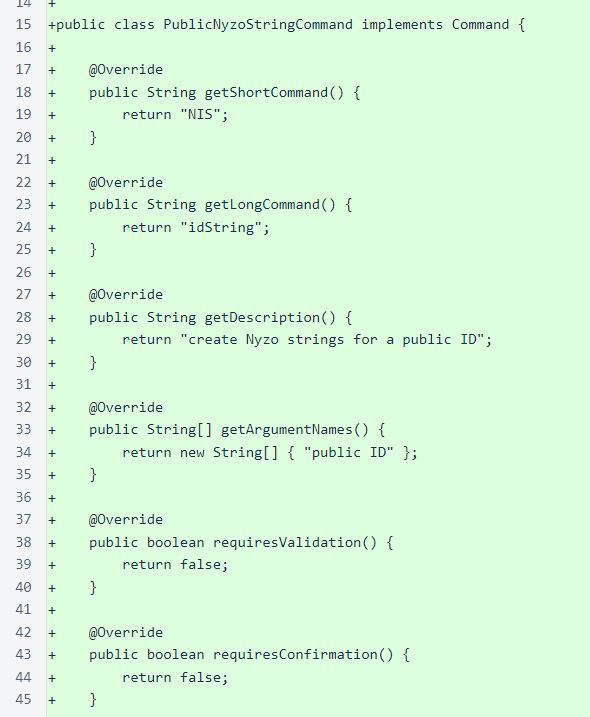 14 +
15 +public class PublicNyzoStringCommand implements Command {
16 +
17 +    @Override
18 +    public String getShortCommand() {
19 +        return "NIS";
20 +    }
21 +
22 +    @Override
23 +    public String getLongCommand() {
24 +        return "idString";
25 +    }
26 +
27 +    @Override
28 +    public String getDescription() {
29 +        return "create Nyzo strings for a public ID";
30 +    }
31 +
32 +    @Override
33 +    public String[] getArgumentNames() {
34 +        return new String[] { "public ID" };
35 +    }
36 +
37 +    @Override
38 +    public boolean requiresValidation() {
39 +        return false;
40 +    }
41 +
42 +    @Override
43 +    public boolean requiresConfirmation() {
44 +        return false;
45 +    }